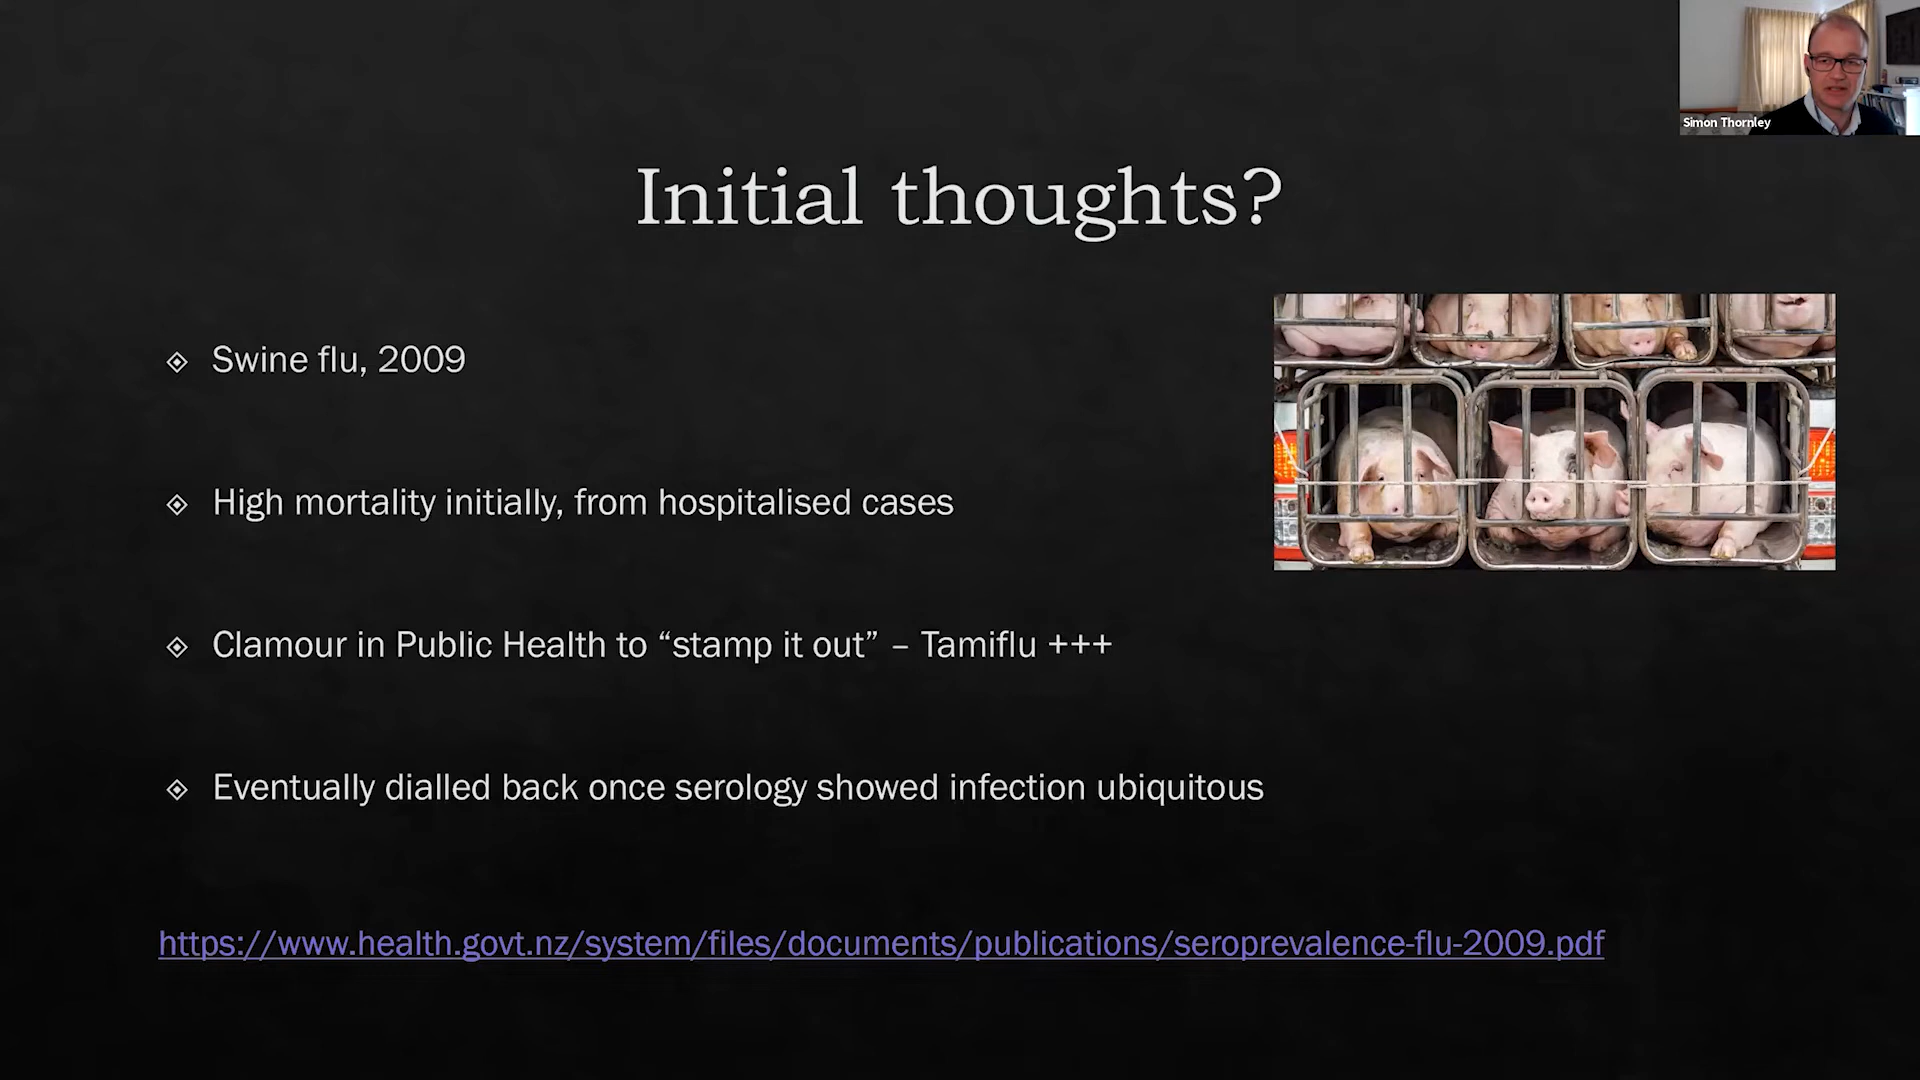 Simon Thornley
Initial thoughts?
Swine flu, 2009
High mortality initially, from hospitalised cases
Clamour in Public Health to “stamp it out” – Tamiflu +++
Eventually dialled back once serology showed infection ubiquitous
https://www.health.govt.nz/system/files/documents/publications/seroprevalence-flu-2009.pdf